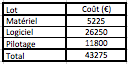 Lot Coût (€)
Matériel 5225
Logiciel 26250
Pilotage 11800
Total 43275